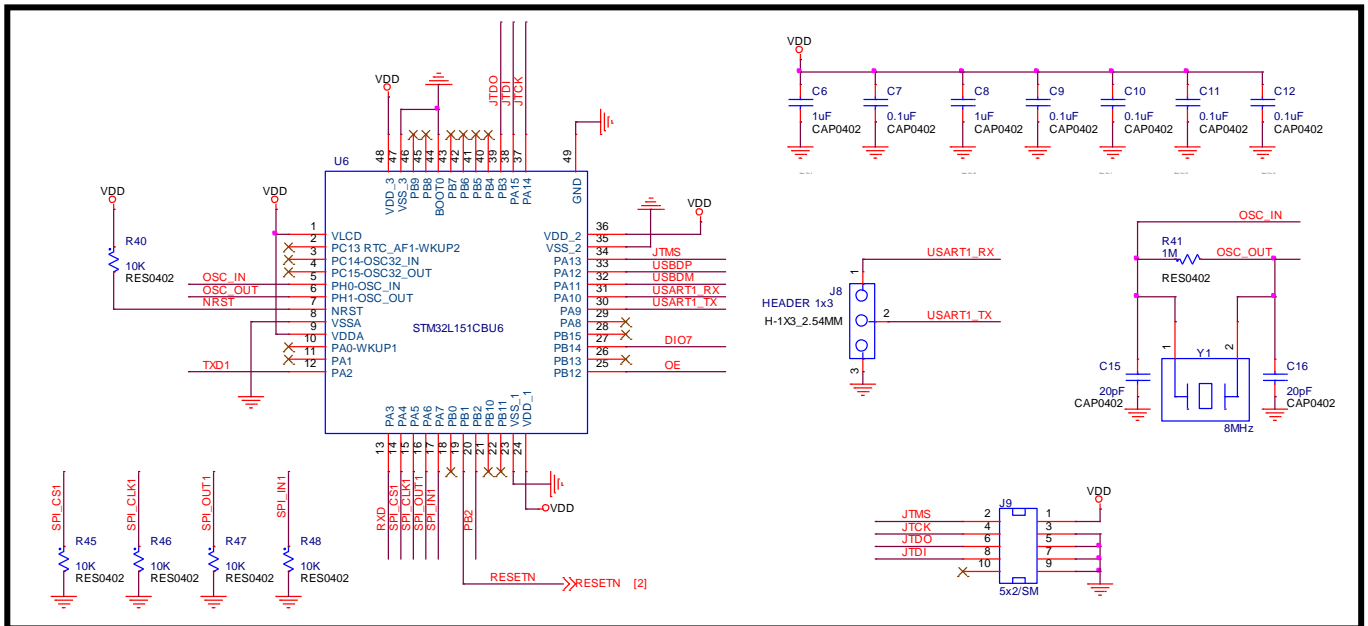 VDD
C6
1uF
CAP0402
C7
0.1uF
CAP0402
C8
1uF
CAP0402
C9
0.1uF
CAP0402
C10
0.1uF
CAP0402
C11
0.1uF
CAP0402
C12
0.1uF
CAP0402
VDD
JTDO
JTDI
JTCK
48
47
46
45
44
43
42
41
40
39
38
37
49
U6
VDD_3
VSS_3
PB9
PB8
BOOT0
PB7
PB6
PB5
PB4
PB3
PA15
PA14
GND
VDD
R40
10K
RES0402
VDD
OSC_IN
OSC_OUT
NRST
TXD1
1
2
3
4
5
6
7
8
9
10
11
12
VLCD
PC13 RTC_AF1-WKUP2
PC14-OSC32_IN
PC15-OSC32_OUT
PH0-OSC_IN
PH1-OSC_OUT
NRST
VSSA
VDDA
PA0-WKUP1
PA1
PA2
STM32L151CBU6
VDD_2
VSS_2
PA13
PA12
PA11
PA10
PA9
PA8
PB15
PB14
PB13
PB12
36
35
34
33
32
31
30
29
28
27
26
25
VDD
JTMS
USBDP
USBDM
USART1_RX
USART1_TX
DIO7
OE
PA3
PA4
PA5
PA6
PA7
PB0
PB1
PB2
PB10
PB11
VSS_1
VDD_1
13
14
15
16
17
18
19
20
21
22
23
24
RXD
SPI_CS1
SPI_CLK1
SPI_OUT1
SPI_IN1
PB2
VDD
RESETN
RESETN [2]
USART1_RX
1
J8
HEADER 1x3
H-1X3_2.54MM
2
USART1_TX
3
OSC_IN
R41
1M
OSC_OUT
RES0402
1
2
Y1
C15
20pF
CAP0402
C16
20pF
CAP0402
8MHz
SPI_CS1
R45
10K
RES0402
SPI_CLK1
R46
10K
RES0402
SPI_OUT1
R47
10K
RES0402
SPI_IN1
R48
10K
RES0402
VDD
J9
JTMS
2
1
JTCK
4
3
JTDO
6
5
JTDI
8
7
10
9
5x2/SM